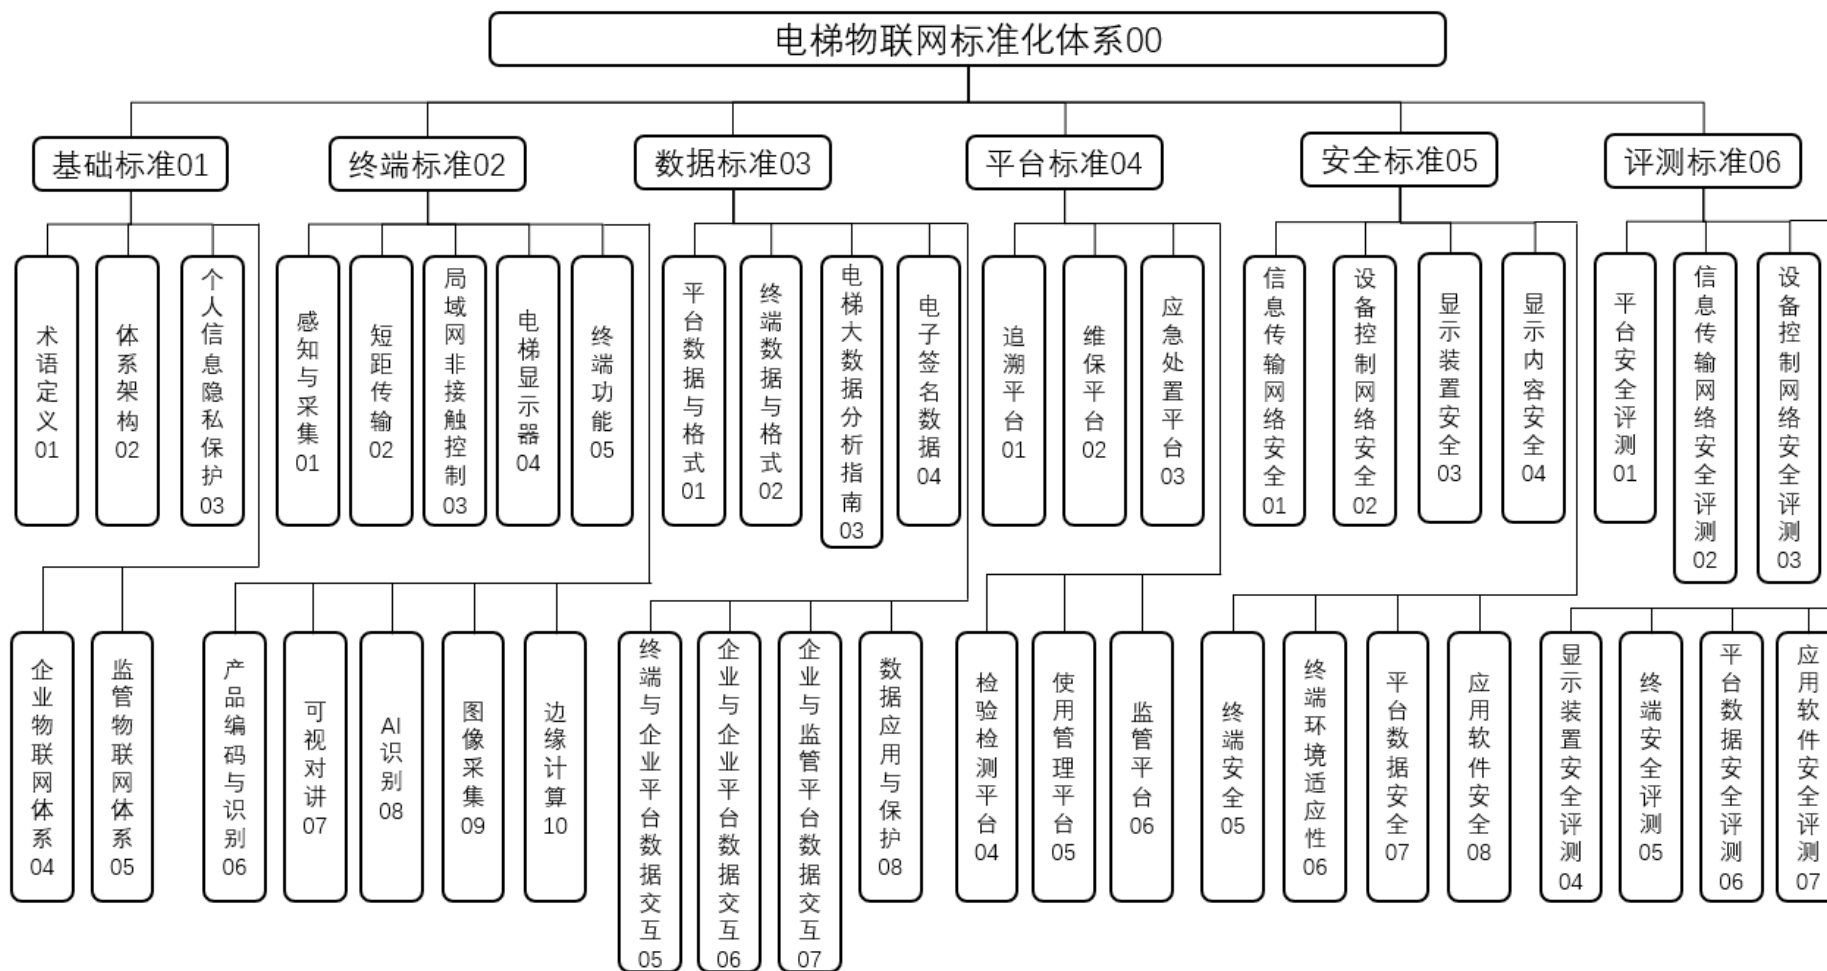 电梯物联网标准化体系00
基础标准01
终端标准02
数据标准03
平台标准04
安全标准05
评测标准06
术语定义01
体系架构02
个人信息隐私保护03
感知与采集01
短距传输02
局域网非接触控制03
电梯显示器04
终端功能05
平台数据与格式01
终端数据与格式02
电梯大数据分析指南03
电子签名数据04
追溯平台01
维保平台02
应急处置平台03
信息传输网络安全01
设备控制网络安全02
显示装置安全03
显示内容安全04
平台安全评测01
信息传输网络安全评测02
设备控制网络安全评测03
企业物联网体系04
监管物联网体系05
产品编码与识别06
可视对讲07
AI识别08
图像采集09
边缘计算10
终端与企业平台数据交互05
企业与企业平台数据交互06
企业与监管平台数据交互07
数据应用与保护08
检验检测平台04
使用管理平台05
监管平台06
终端安全05
终端环境适应性06
平台数据安全07
应用软件安全08
显示装置安全评测04
终端安全评测05
平台数据安全评测06
应用软件安全评测07